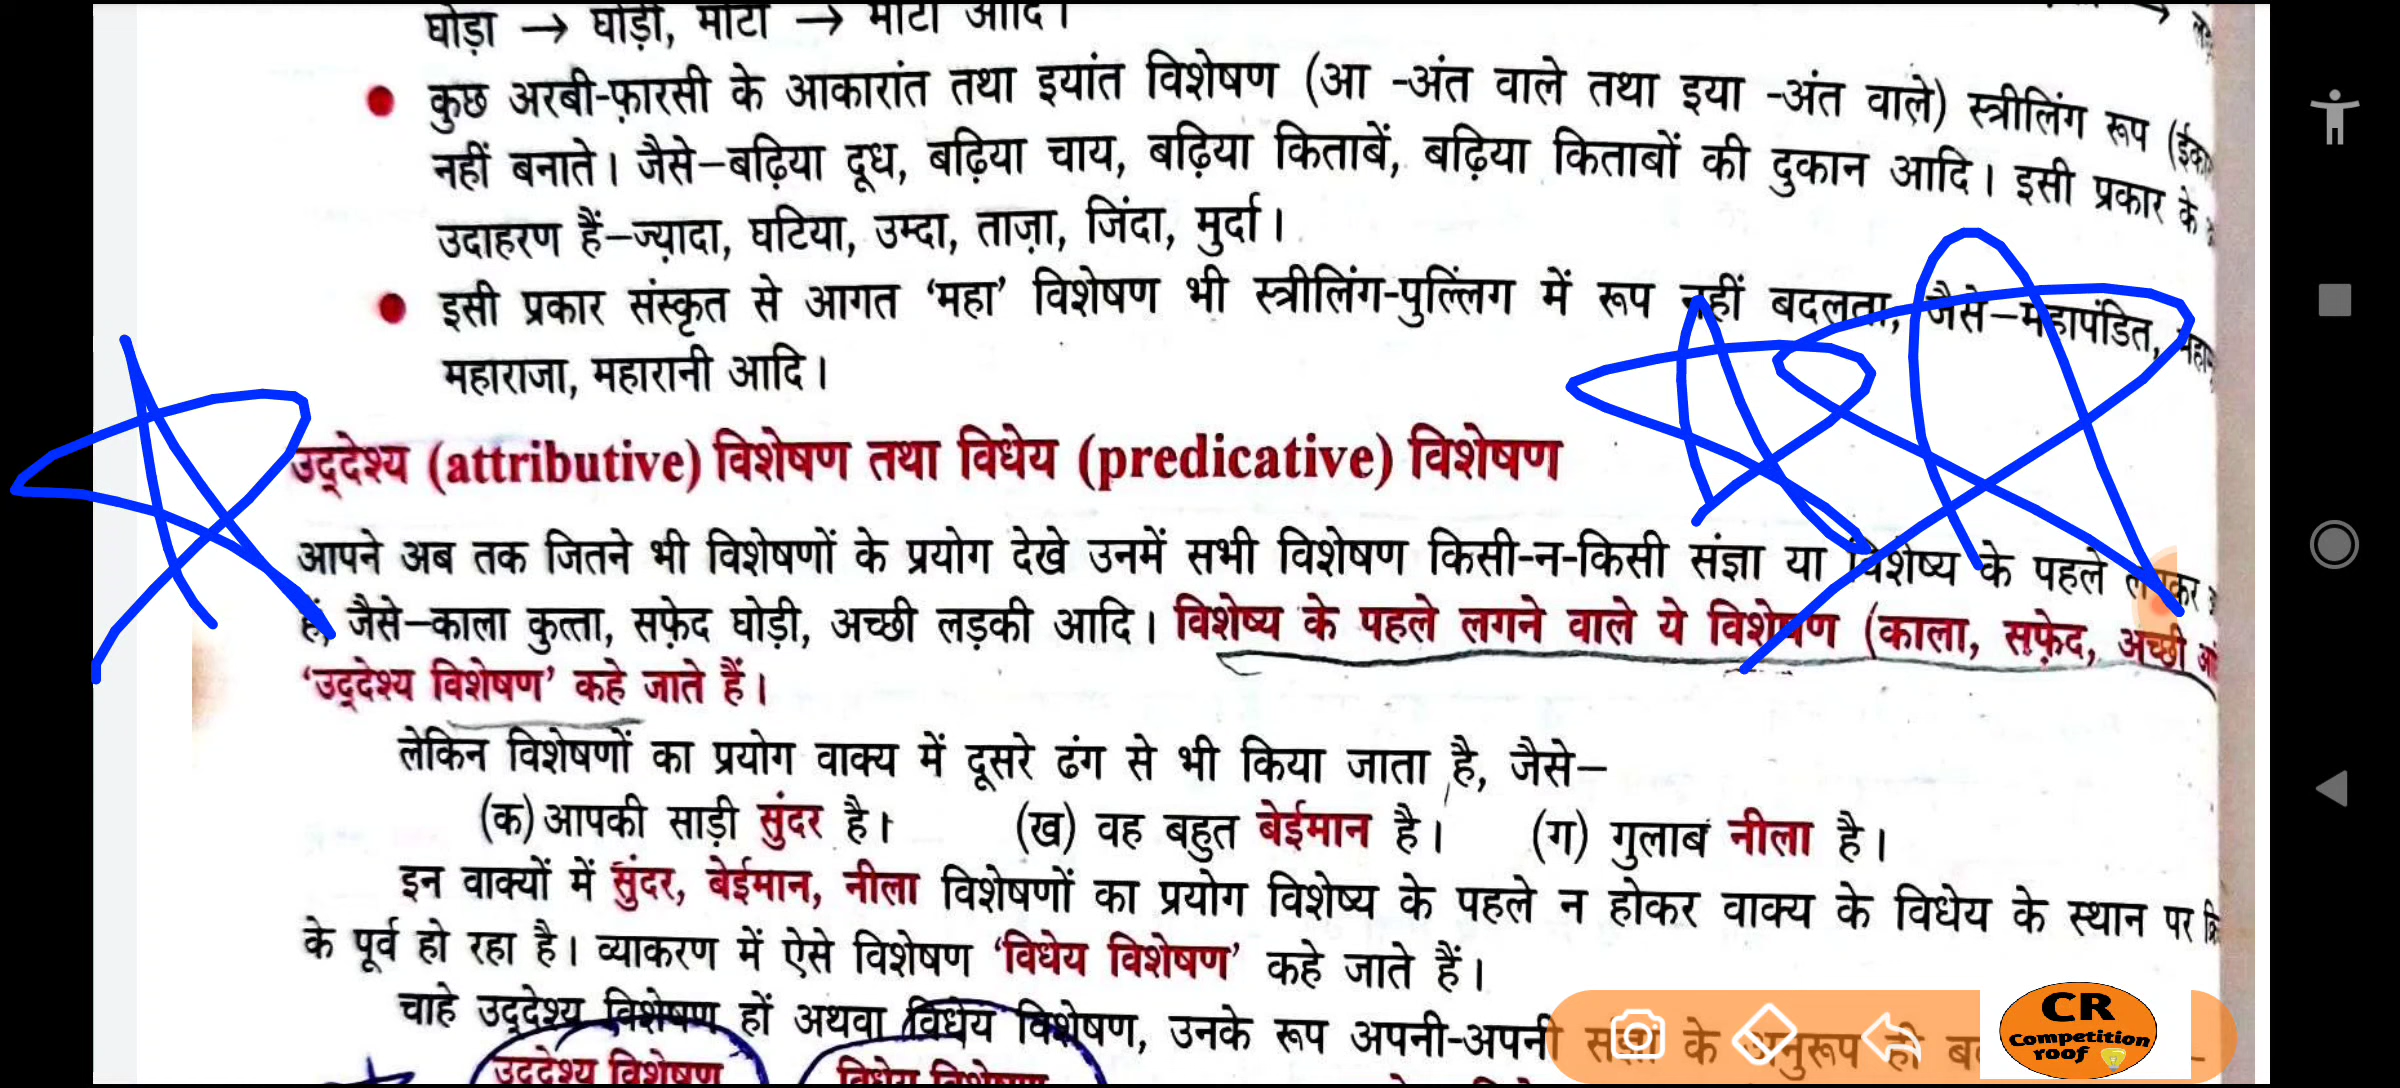 घोड़ा → घोड़ी, मोटा → मोटी आदि।
कुछ अरबी-फ़ारसी के आकारांत तथा इयांत विशेषण (आ -अंत वाले तथा इया -अंत वाले) स्त्रीलिंग रूप
नहीं बनाते। जैसे–बढ़िया दूध, बढ़िया चाय, बढ़िया किताबें, बढ़िया किताबों की दुकान आदि। इसी प्रकार के
उदाहरण हैं–ज़्यादा, घटिया, उम्दा, ताज़ा, जिंदा, मुर्दा।
इसी प्रकार संस्कृत से आगत ‘महा’ विशेषण भी स्त्रीलिंग-पुल्लिंग में रूप नहीं बदलता, जैसे–महापंडित,
महाराजा, महारानी आदि।
उद्देश्य (attributive) विशेषण तथा विधेय (predicative) विशेषण
आपने अब तक जितने भी विशेषणों के प्रयोग देखे उनमें सभी विशेषण किसी-न-किसी संज्ञा या विशेष्य के पहले
हैं, जैसे–काला कुत्ता, सफ़ेद घोड़ी, अच्छी लड़की आदि। विशेष्य के पहले लगने वाले ये विशेषण (काला, सफ़ेद, अच्छी
‘उद्देश्य विशेषण’ कहे जाते हैं।
लेकिन विशेषणों का प्रयोग वाक्य में दूसरे ढंग से भी किया जाता है, जैसे–
(क) आपकी साड़ी सुंदर है। (ख) वह बहुत बेईमान है। (ग) गुलाब नीला है।
इन वाक्यों में सुंदर, बेईमान, नीला विशेषणों का प्रयोग विशेष्य के पहले न होकर वाक्य के विधेय के स्थान पर
के पूर्व हो रहा है। व्याकरण में ऐसे विशेषण ‘विधेय विशेषण’ कहे जाते हैं।
चाहे उद्देश्य विशेषण हों अथवा विधेय विशेषण, उनके रूप अपनी-अपनी संज्ञा के अनुरूप ही
उद्देश्य विशेषण विधेय विशेषण
CR
Competition
roof